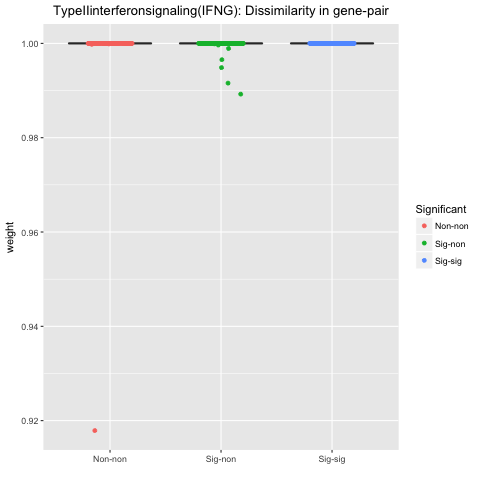 TypeIIinterferonsignaling(IFNG): Dissimilarity in gene-pair
1.00
0.98
0.96
0.94
0.92
weight
Non-non
Sig-non
Sig-sig
Significant
Non-non
Sig-non
Sig-sig